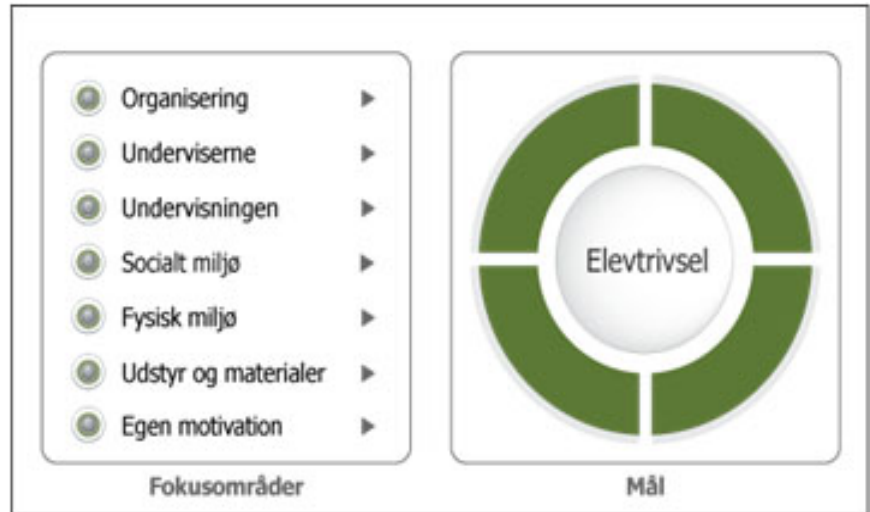 Organisering
Underviserne
Undervisningen
Socialt miljø
Fysisk miljø
Udstyr og materialer
Egen motivation
Fokusområder
Elevtrivsel
Mål